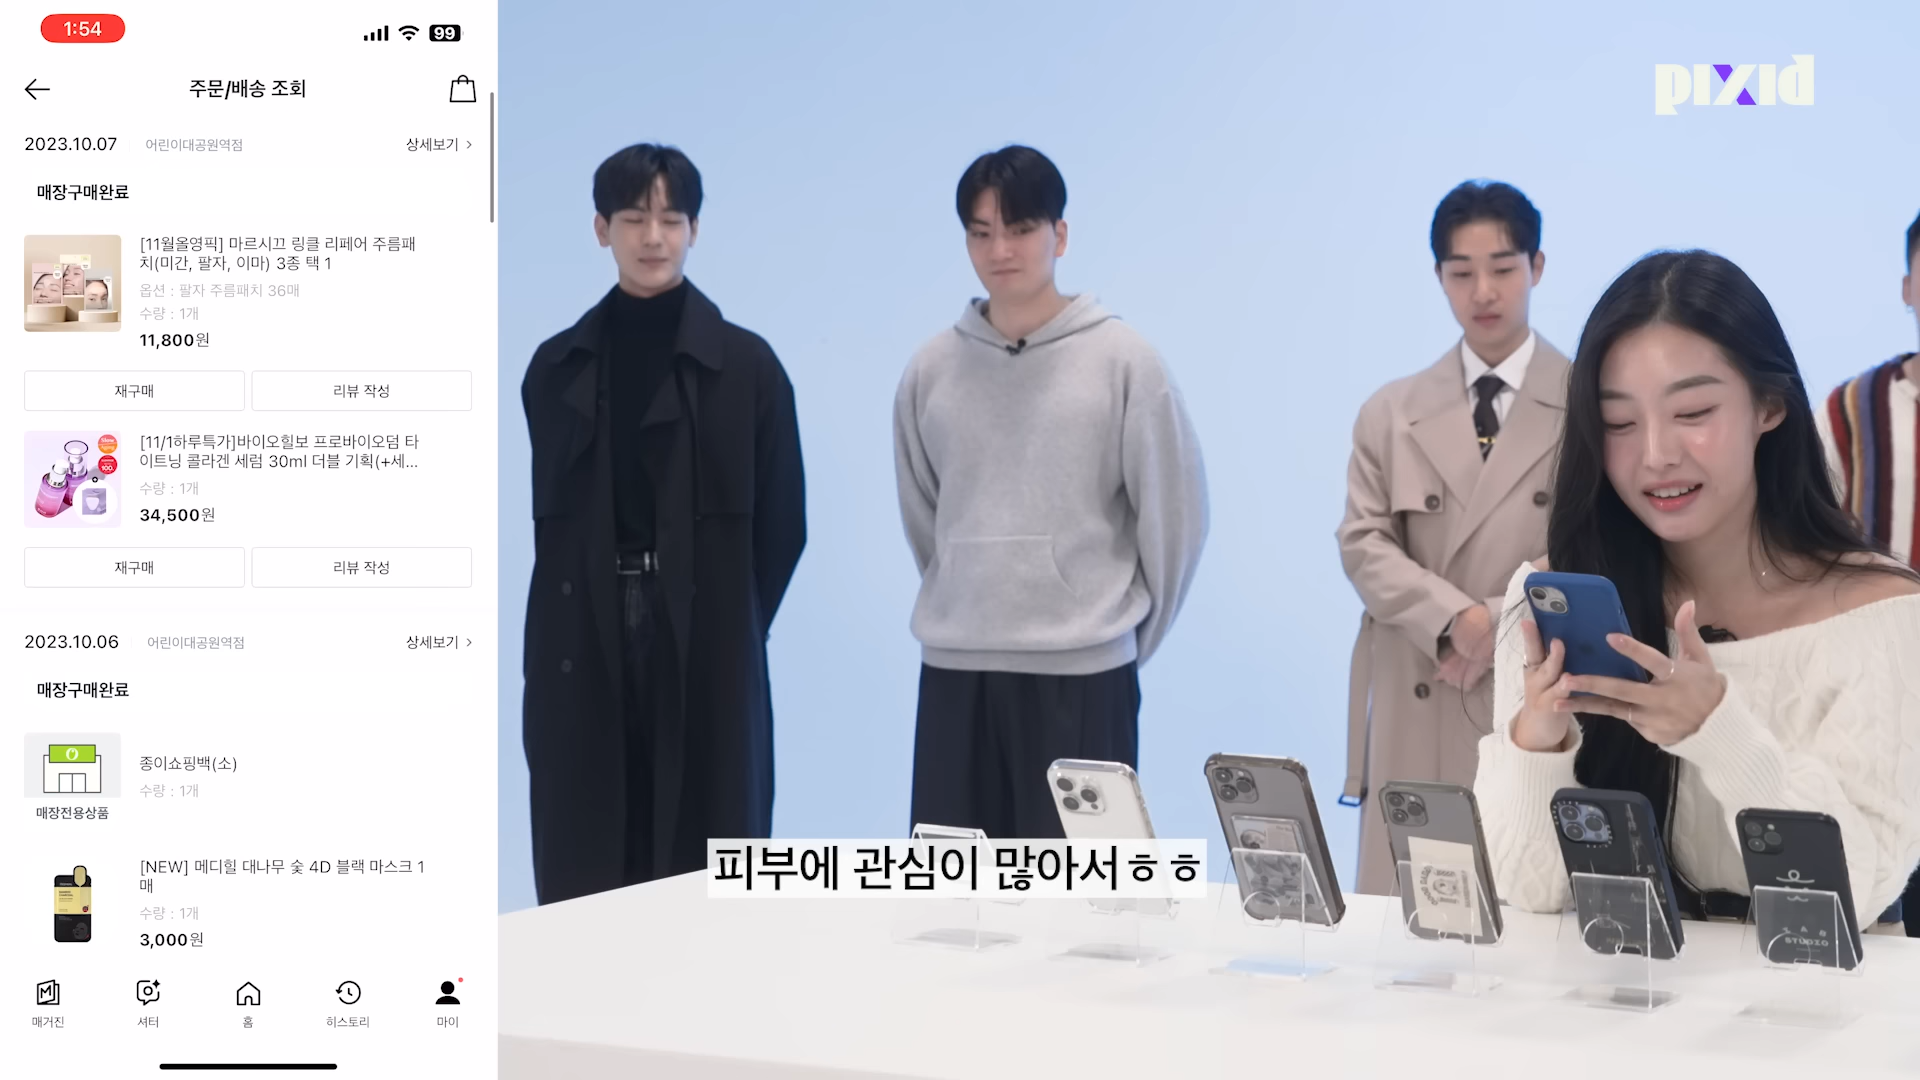 1:54
99
주문/배송 조회
2023.10.07 어린이대공원역점 상세보기 >
매장구매완료
[11월올영픽] 마르시끄 링클 리페어 주름패
치(미간, 팔자, 이마) 3종 택 1
옵션 : 팔자 주름패치 36매
수량 : 1개
11,800원
재구매 리뷰 작성
[11/1하루특가]바이오힐보 프로바이오덤 타
이트닝 콜라겐 세럼 30ml 더블 기획(+세...
수량 : 1개
34,500원
재구매 리뷰 작성
2023.10.06 어린이대공원역점 상세보기 >
매장구매완료
종이쇼핑백(소)
수량 : 1개
매장전용상품
[NEW] 메디힐 대나무 숯 4D 블랙 마스크 1
매
수량 : 1개
3,000원
매거진 셔터 홈 히스토리 마이
pixid
피부에 관심이 많아서ㅎㅎ
STUDIO